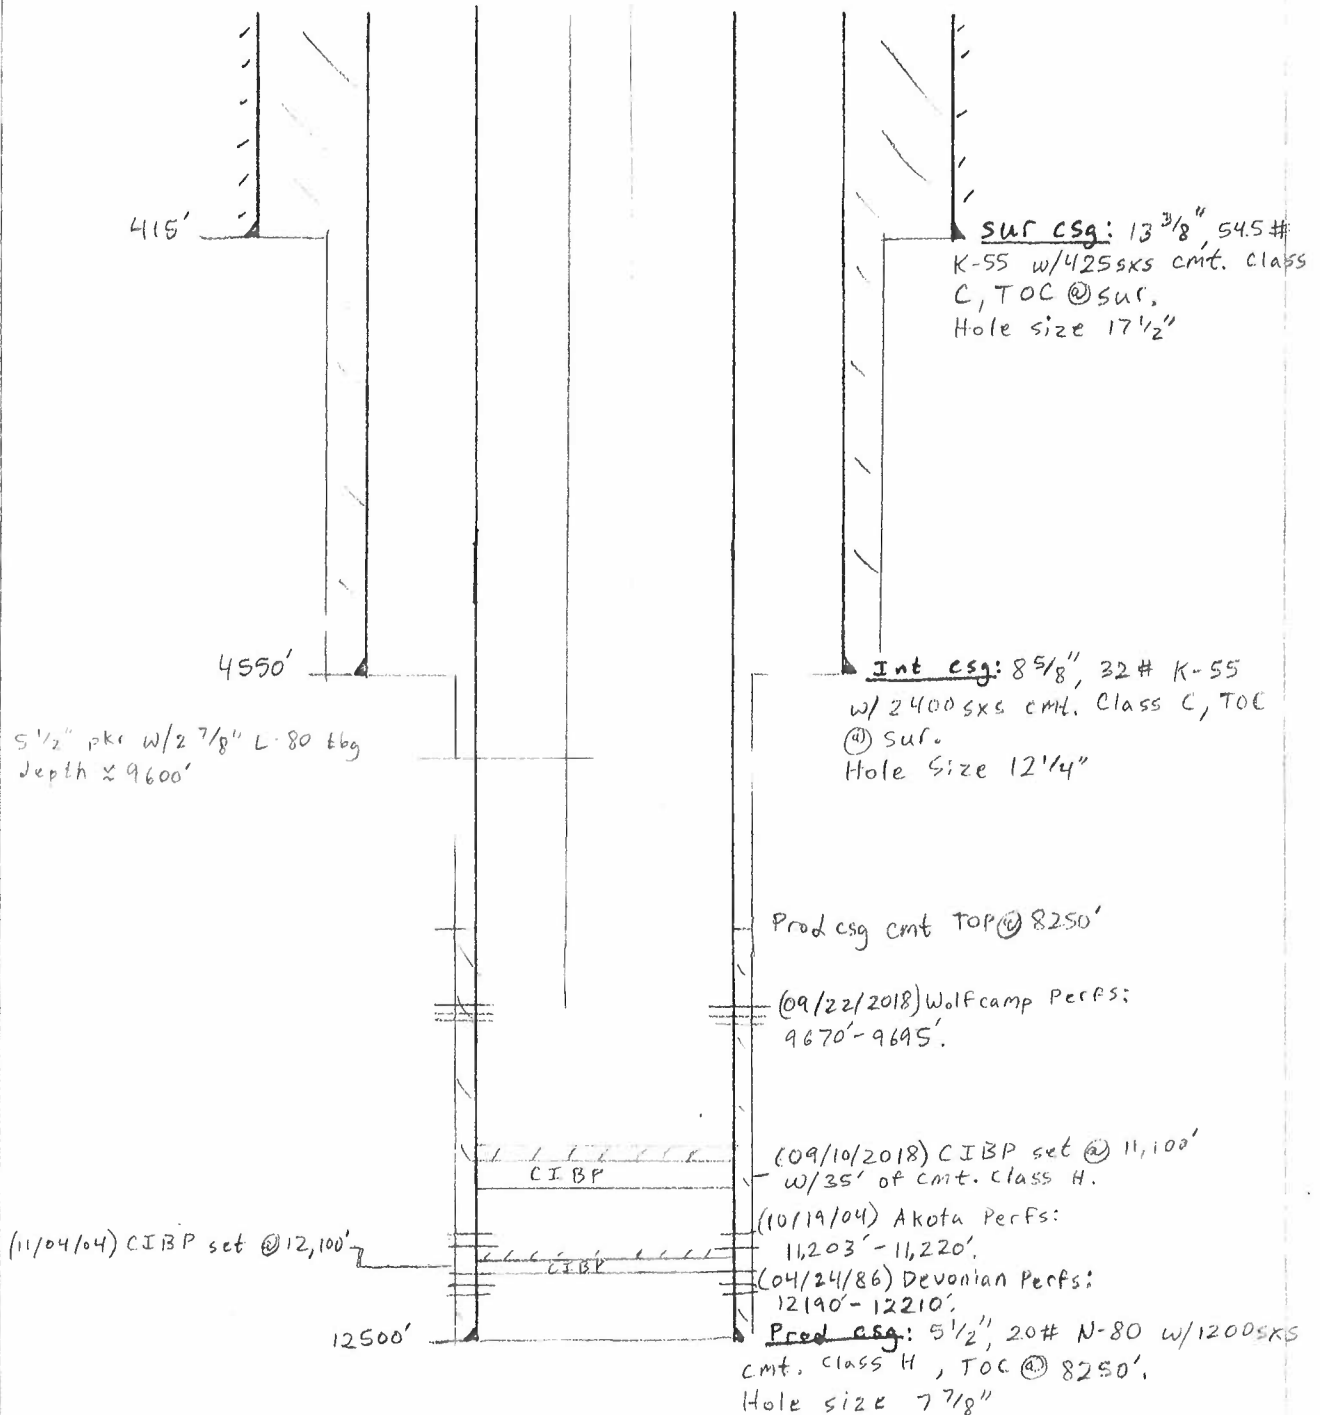 415'
sur csg: 13 3/8", 54.5#
K-55 w/425sxs cmt. class
C, TOC @ sur.
Hole size 17 1/2"
4550'
Int csg: 8 5/8", 32# K-55
w/ 2400sxs cmt. Class C, TOC
@ sur.
Hole Size 12 1/4"
5 1/2" pkr w/2 7/8" L-80 tbg
depth ≈ 9600'
Prod csg cmt TOP@ 8250'
(09/22/2018) Wolfcamp Perfs:
9670'-9695'.
(09/10/2018) CIBP set @ 11,100'
w/35' of cmt. Class H.
CIBP
(10/19/04) Akota Perfs:
11,203'-11,220'.
(11/04/04) CIBP set @ 12,100'
CIBP
(04/24/86) Devonian Perfs:
12190'-12210'.
12500'
Prod csg: 5 1/2", 20# N-80 w/1200sxs
cmt. class H, TOC @ 8250'.
Hole size 7 7/8"